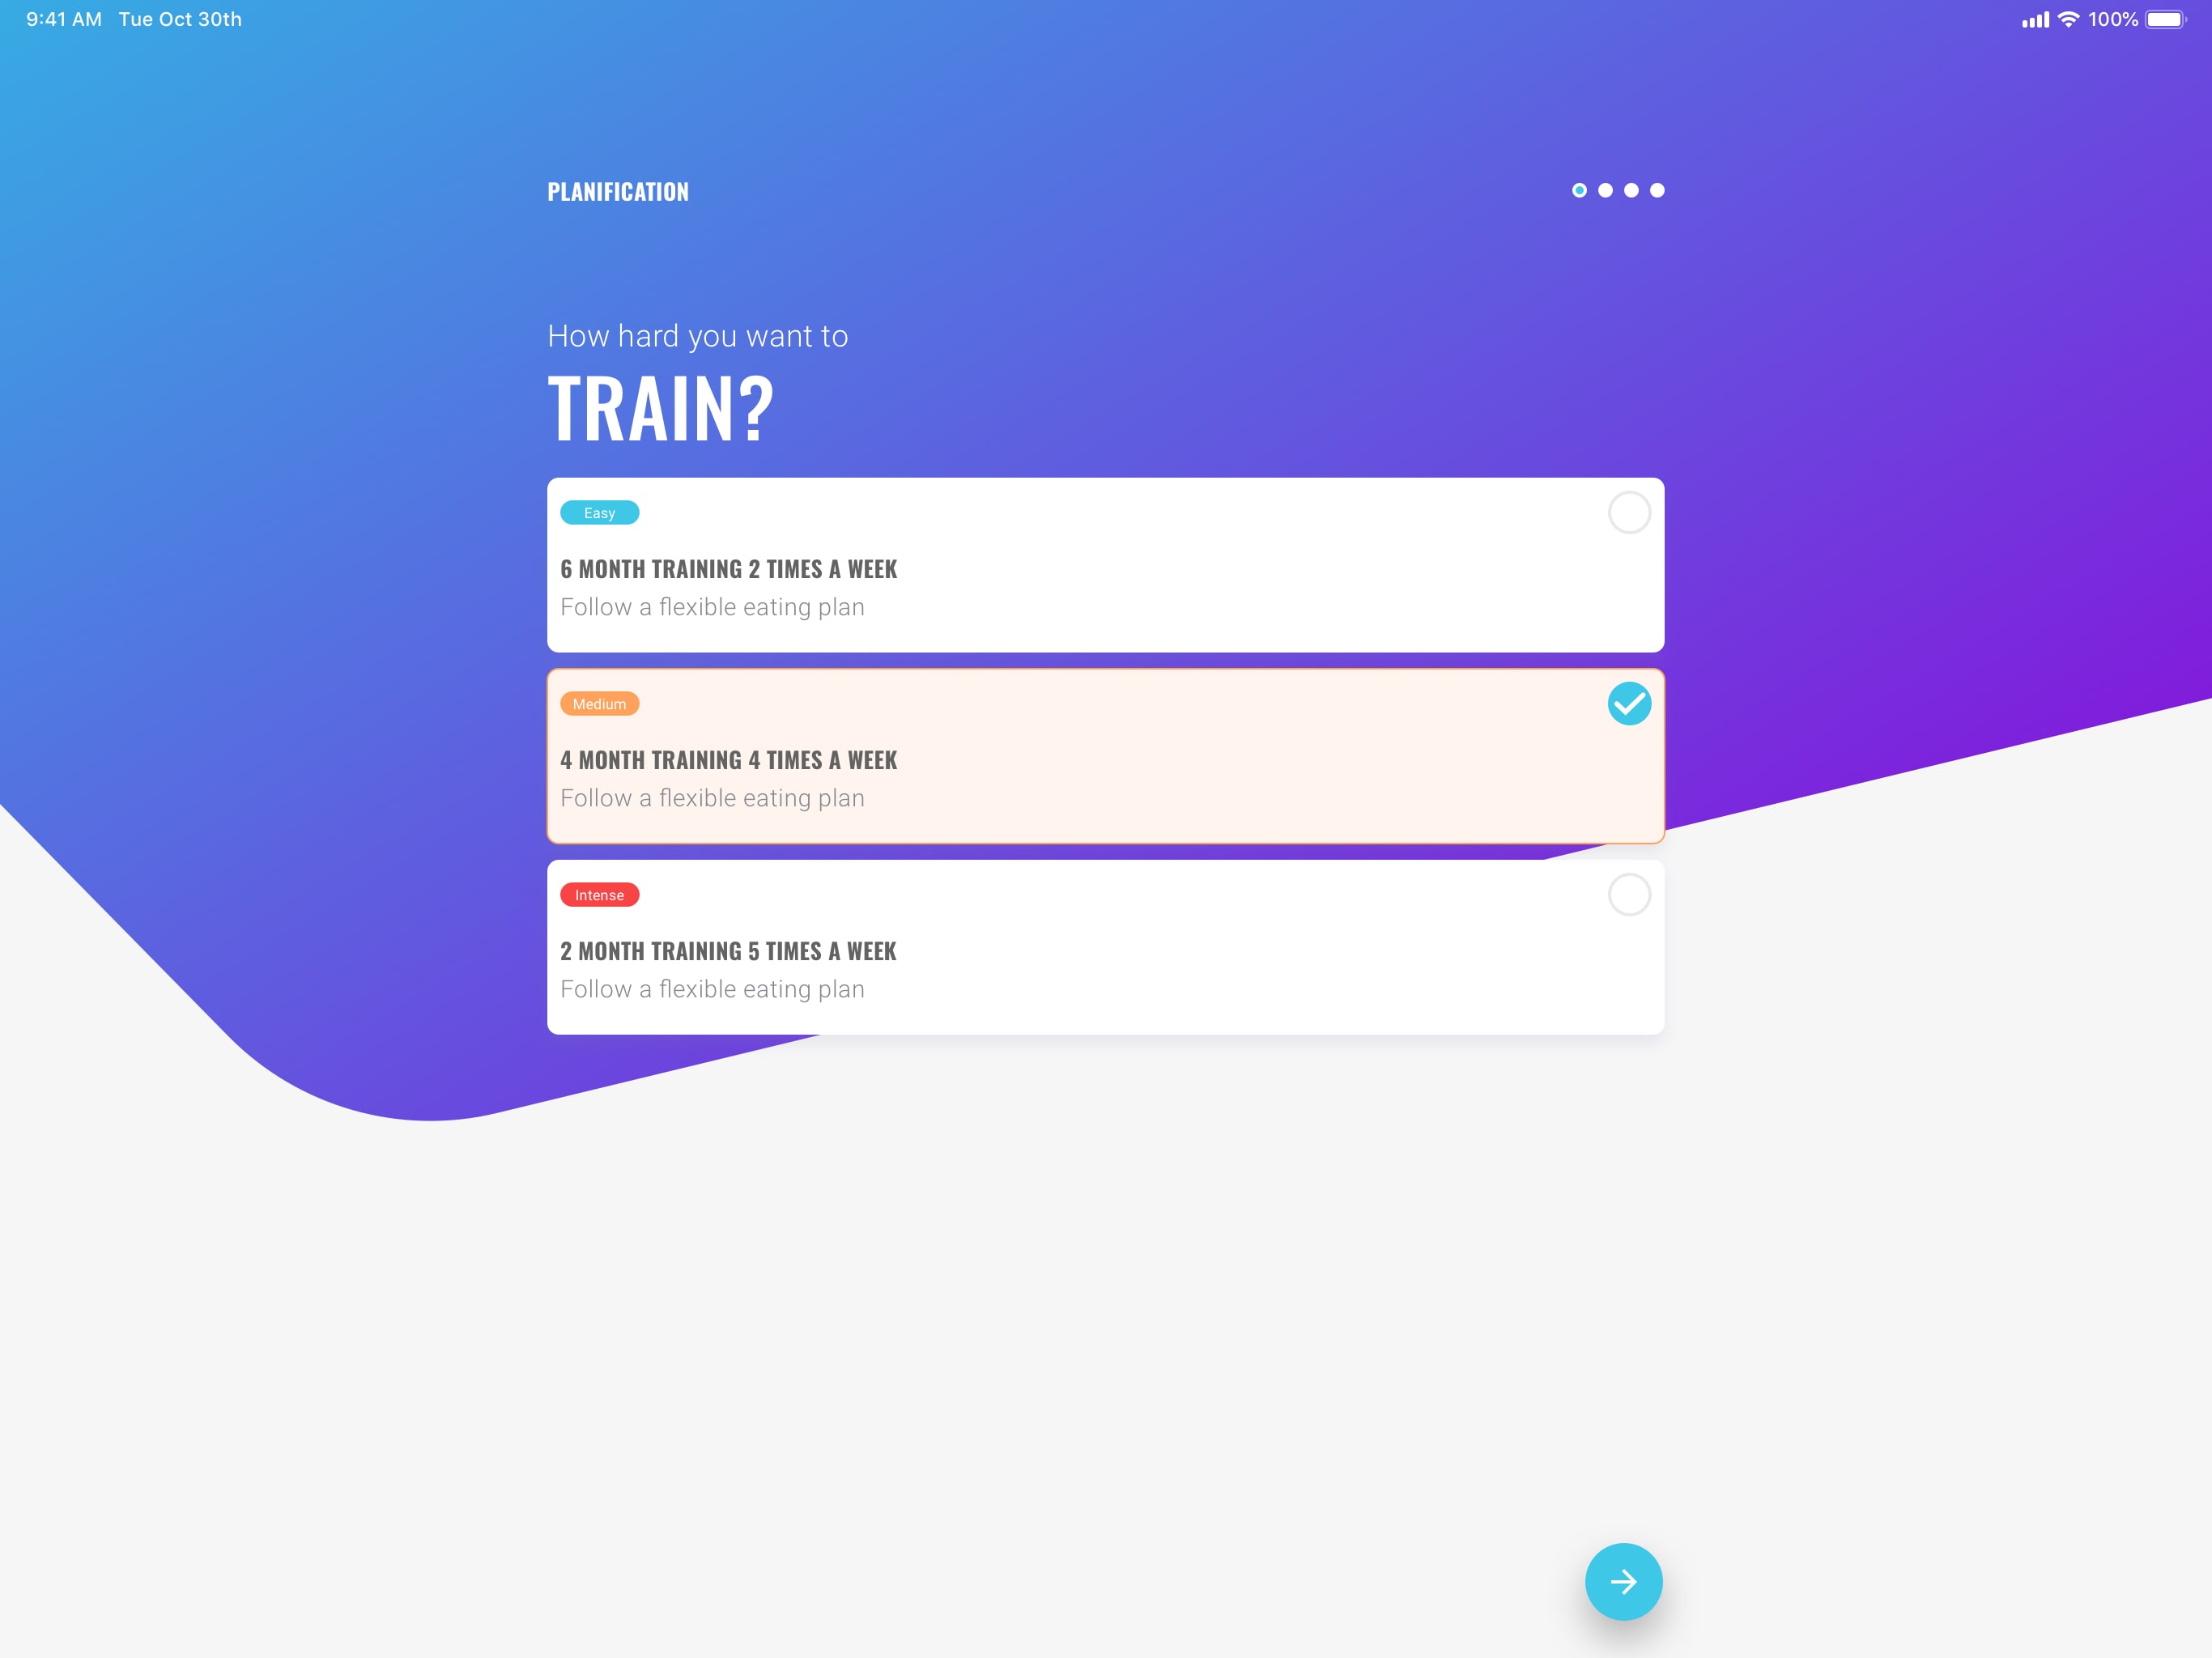 9:41 AM Tue Oct 30th 100%
PLANIFICATION
How hard you want to
TRAIN?
Easy
6 MONTH TRAINING 2 TIMES A WEEK
Follow a flexible eating plan
Medium
4 MONTH TRAINING 4 TIMES A WEEK
Follow a flexible eating plan
Intense
2 MONTH TRAINING 5 TIMES A WEEK
Follow a flexible eating plan